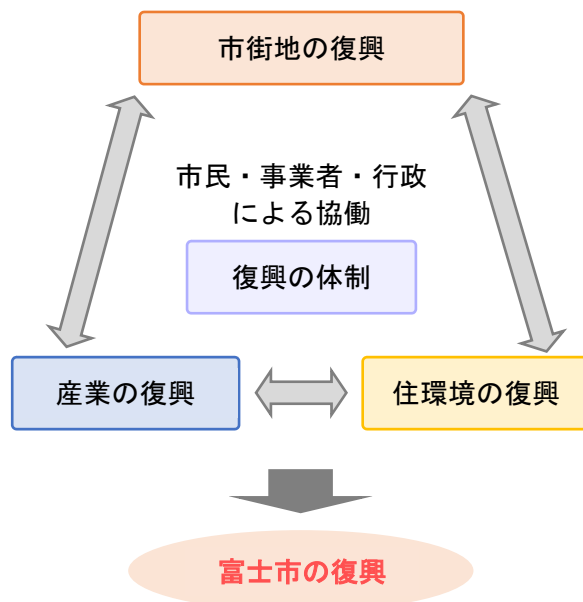 市街地の復興
市民・事業者・行政
による協働
復興の体制
産業の復興
住環境の復興
富士市の復興